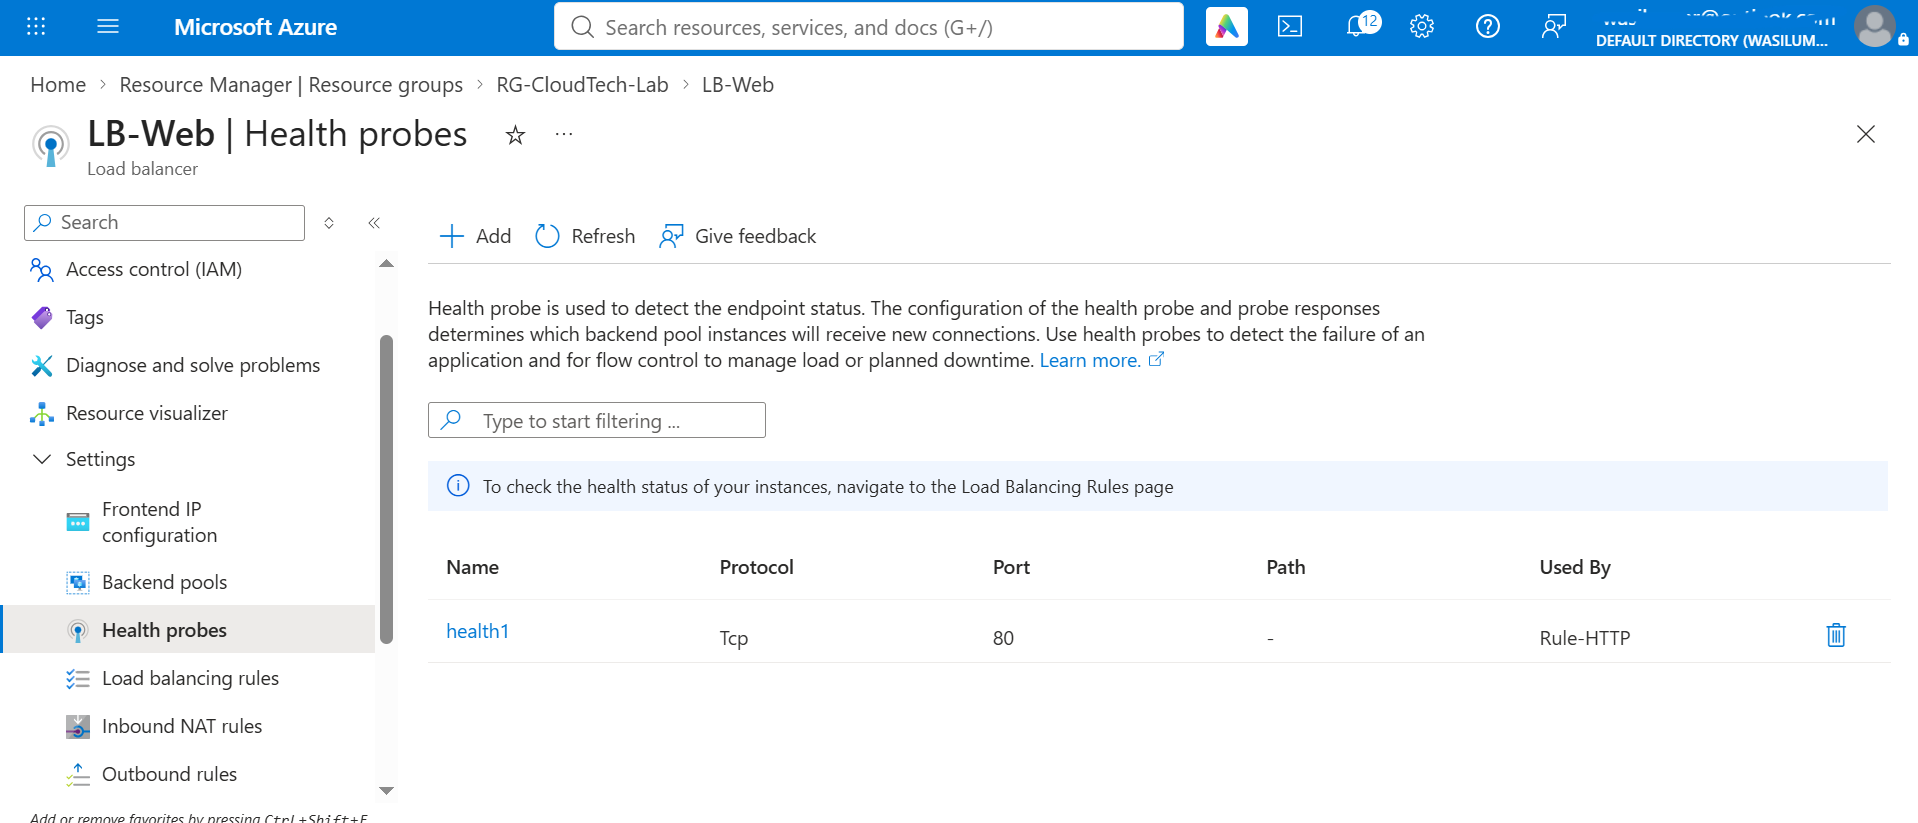 Microsoft Azure
Search resources, services, and docs (G+/)
12
DEFAULT DIRECTORY (WASILUM...
Home > Resource Manager | Resource groups > RG-CloudTech-Lab > LB-Web
LB-Web | Health probes
Load balancer
Search
Access control (IAM)
Tags
Diagnose and solve problems
Resource visualizer
Settings
Frontend IP
configuration
Backend pools
Health probes
Load balancing rules
Inbound NAT rules
Outbound rules
Add or remove favorites by pressing Ctrl+Shift+F
Add
Refresh
Give feedback
Health probe is used to detect the endpoint status. The configuration of the health probe and probe responses
determines which backend pool instances will receive new connections. Use health probes to detect the failure of an
application and for flow control to manage load or planned downtime. Learn more.
Type to start filtering ...
To check the health status of your instances, navigate to the Load Balancing Rules page
Name Protocol Port Path Used By
health1 Tcp 80 - Rule-HTTP